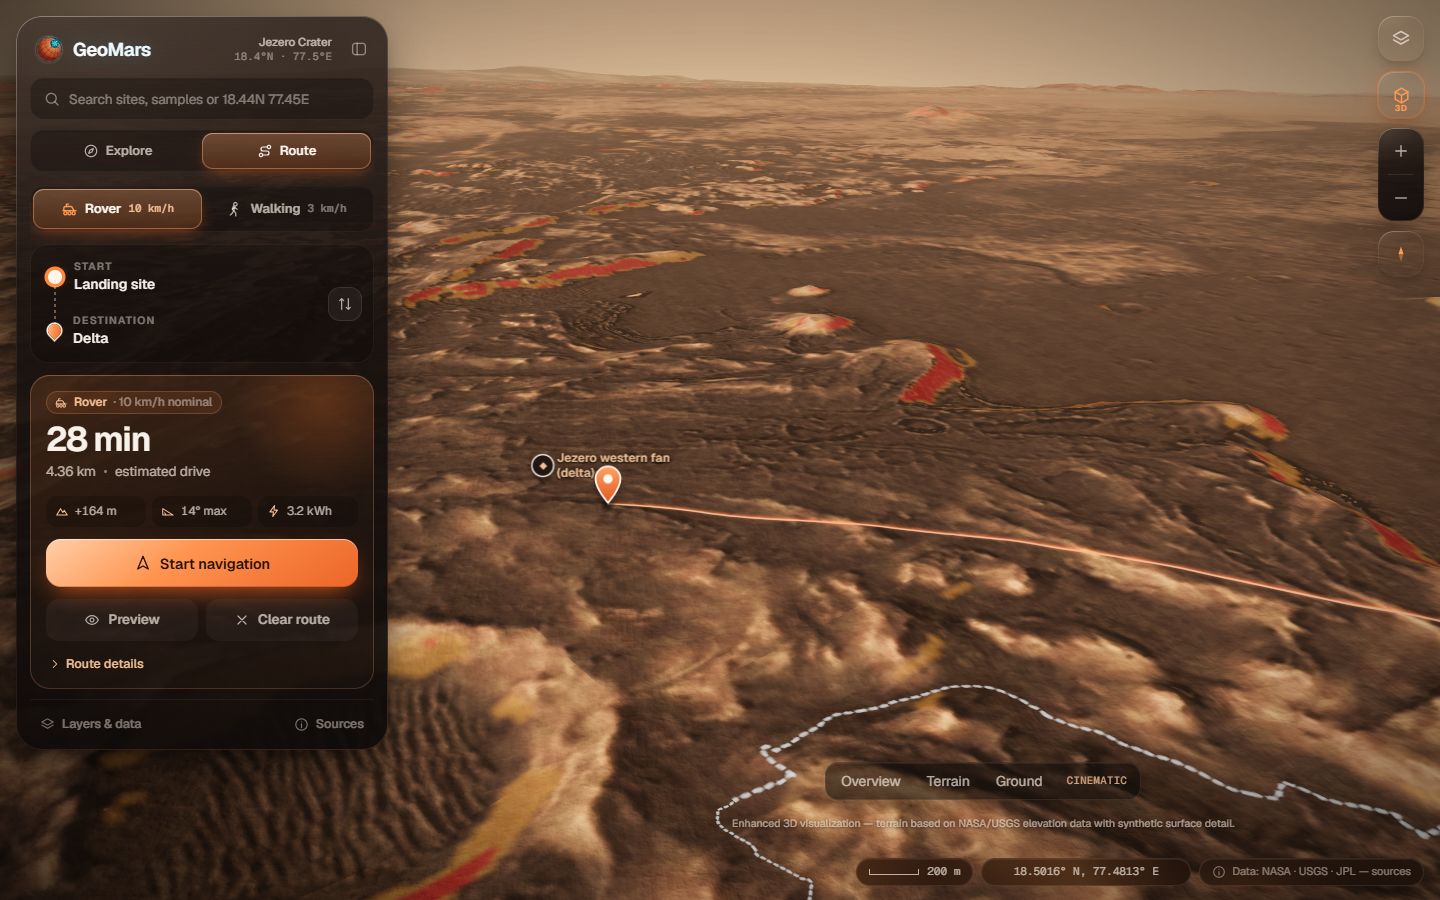 GeoMars
Jezero Crater
18.4°N · 77.5°E
Search sites, samples or 18.44N 77.45E
Explore
Route
Rover 10 km/h
Walking 3 km/h
START
Landing site
DESTINATION
Delta
Rover · 10 km/h nominal
28 min
4.36 km · estimated drive
+164 m
14° max
3.2 kWh
Start navigation
Preview
Clear route
Route details
Layers & data
Sources
3D
Jezero western fan
(delta)
Overview
Terrain
Ground
CINEMATIC
Enhanced 3D visualization — terrain based on NASA/USGS elevation data with synthetic surface detail.
200 m
18.5016° N, 77.4813° E
Data: NASA · USGS · JPL — sources